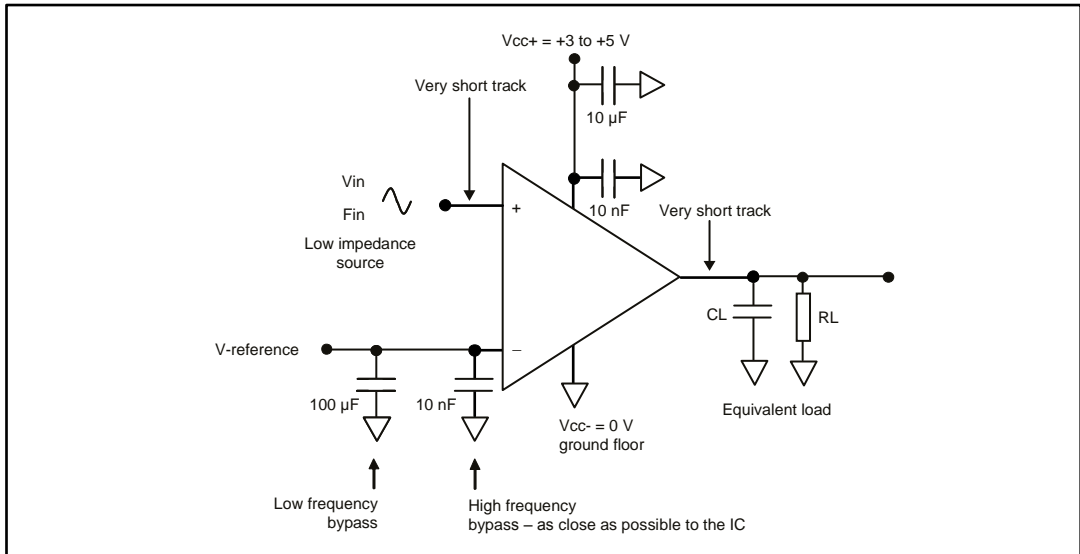 Vcc+ = +3 to +5 V
Very short track
10 µF
Vin
Fin
Low impedance
source
+
10 nF
Very short track
CL
RL
V-reference
–
100 µF
10 nF
Vcc- = 0 V
ground floor
Equivalent load
Low frequency
bypass
High frequency
bypass – as close as possible to the IC